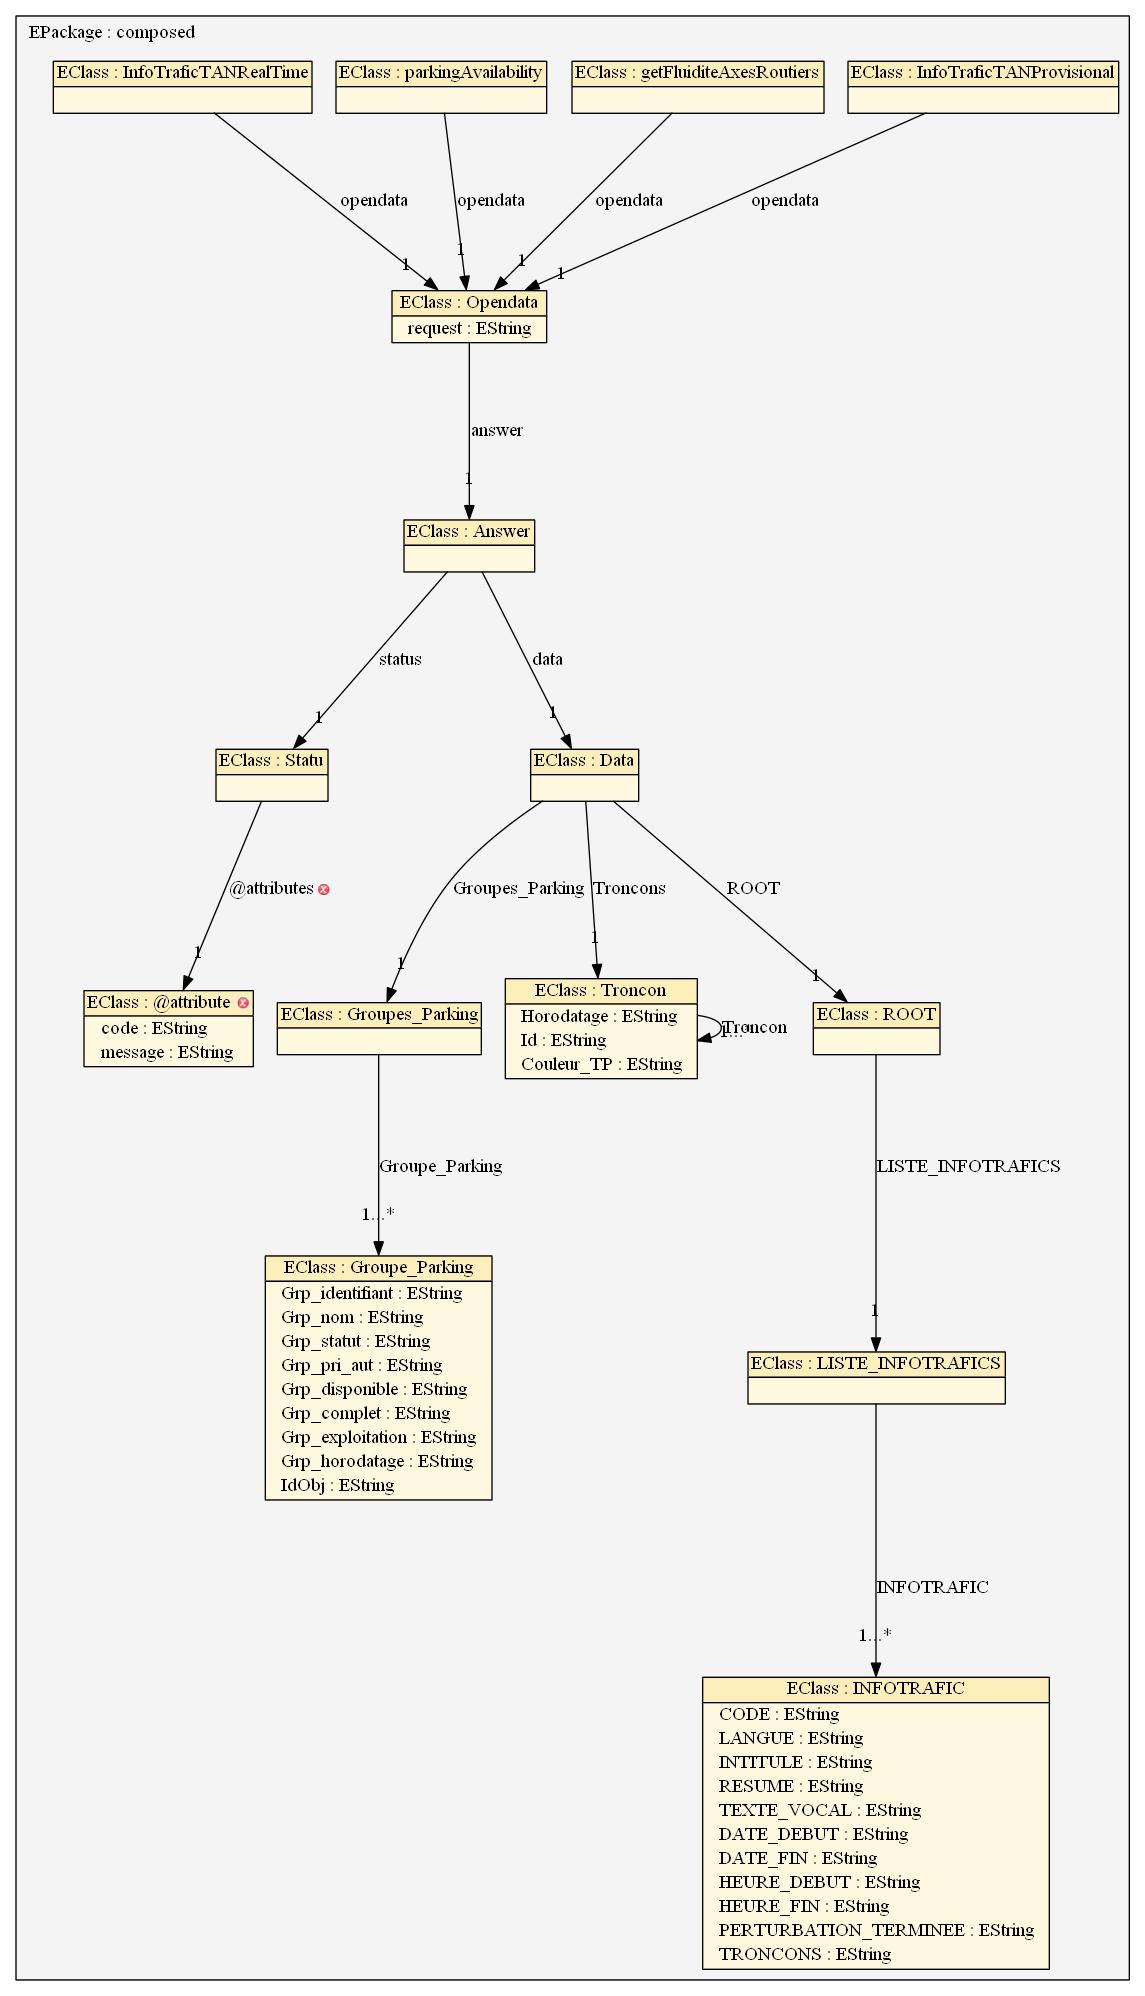 EPackage : composed
EClass : InfoTraficTANRealTime
EClass : parkingAvailability
EClass : getFluiditeAxesRoutiers
EClass : InfoTraficTANProvisional
opendata
opendata
opendata
opendata
1
1
1
1
EClass : Opendata
request : EString
answer
1
EClass : Answer
status
data
1
1
EClass : Statu
EClass : Data
@attributes
Groupes_Parking
Troncons
ROOT
1
1
1
1
EClass : @attribute
code : EString
message : EString
EClass : Groupes_Parking
EClass : Troncon
Horodatage : EString
Id : EString
Couleur_TP : EString
Troncon
EClass : ROOT
Groupe_Parking
1...*
LISTE_INFOTRAFICS
1
EClass : Groupe_Parking
Grp_identifiant : EString
Grp_nom : EString
Grp_statut : EString
Grp_pri_aut : EString
Grp_disponible : EString
Grp_complet : EString
Grp_exploitation : EString
Grp_horodatage : EString
IdObj : EString
EClass : LISTE_INFOTRAFICS
INFOTRAFIC
1...*
EClass : INFOTRAFIC
CODE : EString
LANGUE : EString
INTITULE : EString
RESUME : EString
TEXTE_VOCAL : EString
DATE_DEBUT : EString
DATE_FIN : EString
HEURE_DEBUT : EString
HEURE_FIN : EString
PERTURBATION_TERMINEE : EString
TRONCONS : EString